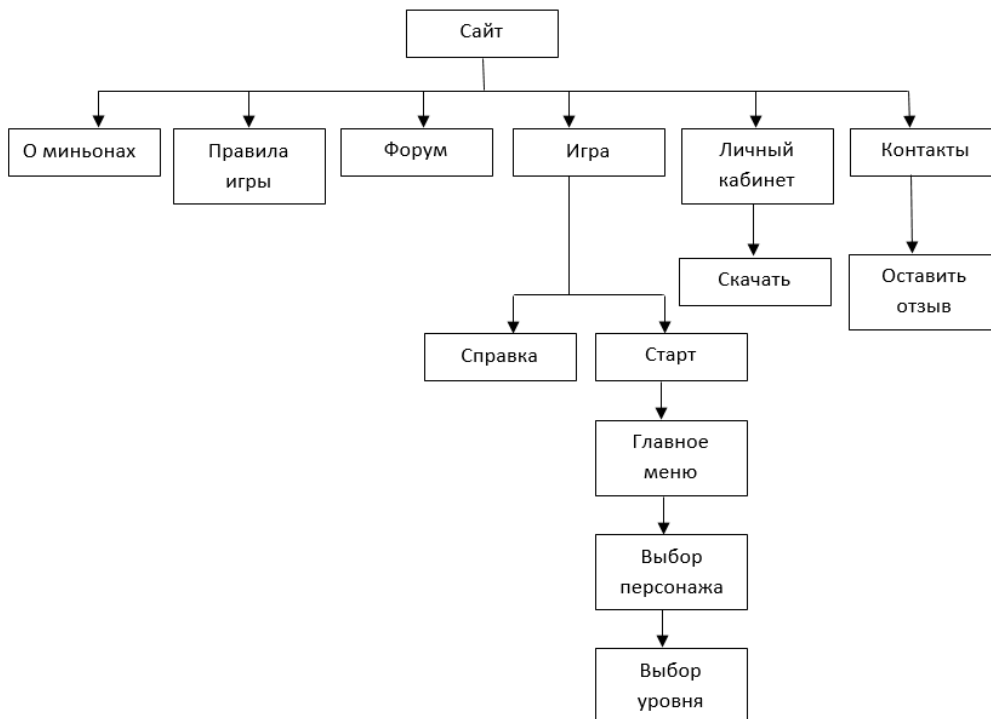 Сайт
О миньонах
Правила
игры
Форум
Игра
Личный
кабинет
Контакты
Скачать
Оставить
отзыв
Справка
Старт
Главное
меню
Выбор
персонажа
Выбор
уровня